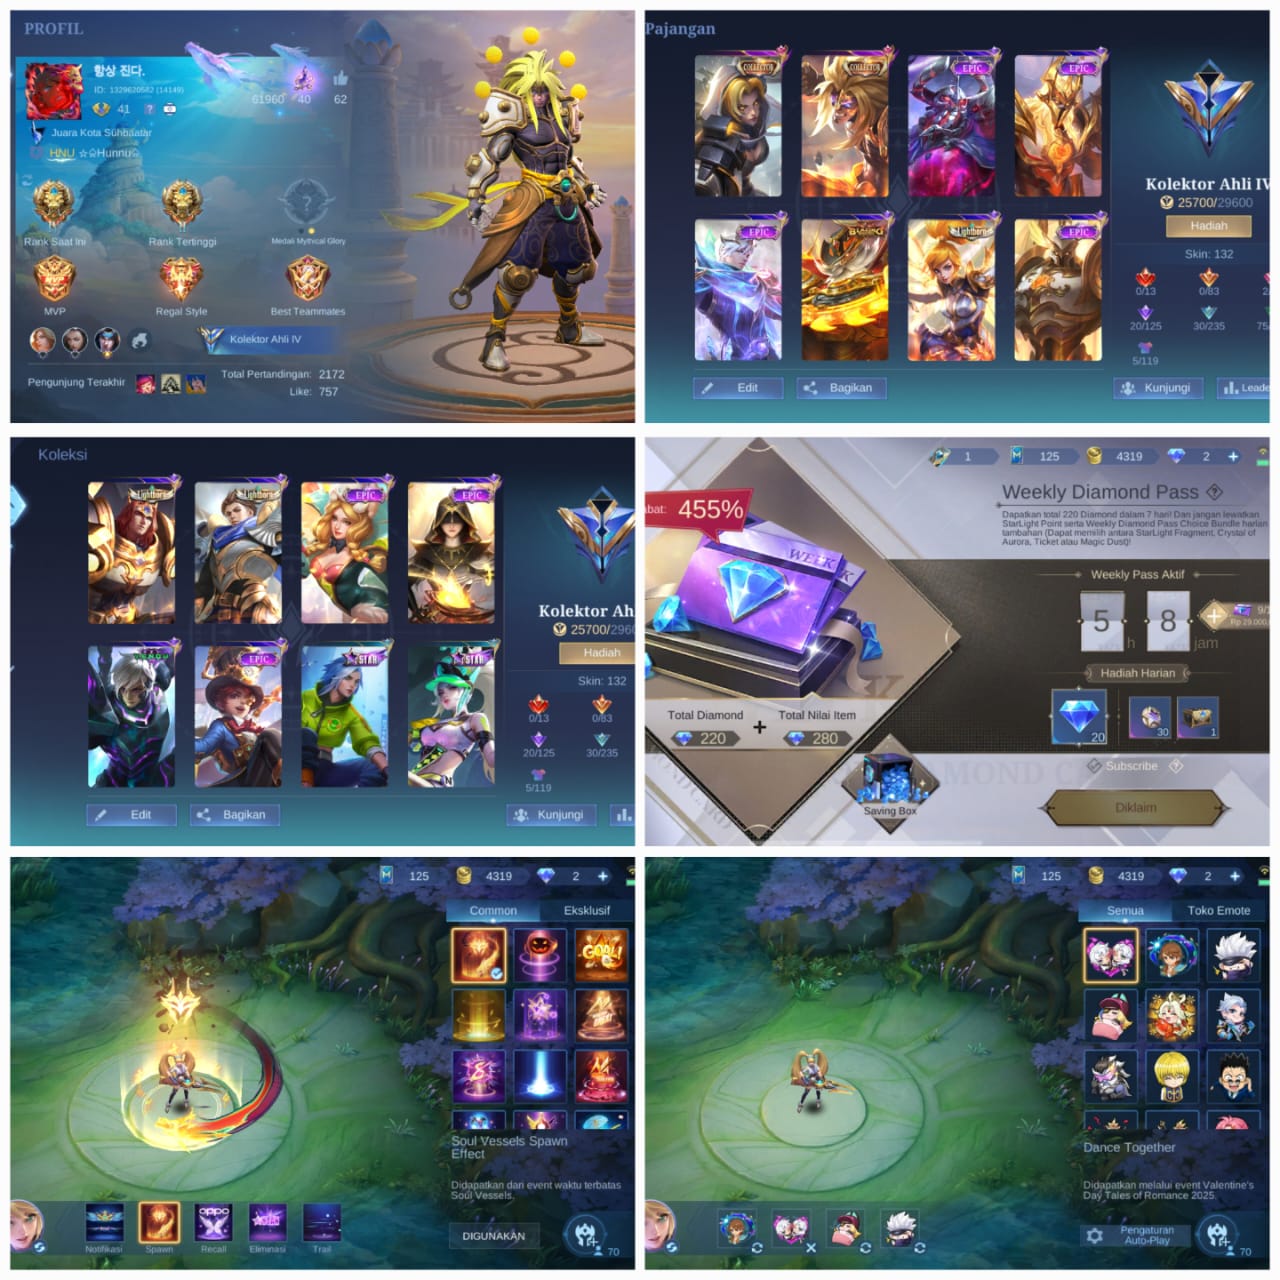 PROFIL
항상 진다.
ID: 1329620582 (14149)
41
61960 40 62
Juara Kota Sühbaatar
HNU ☆Hunnu
Rank Saat Ini
Rank Tertinggi
Medali Mythical Glory
MVP
Regal Style
Best Teammates
Kolektor Ahli IV
Pengunjung Terakhir
Total Pertandingan: 2172
Like: 757
Pajangan
COLLECTOR
COLLECTOR
EPIC
EPIC
EPIC
Lightborn
EPIC
Kolektor Ahli IV
25700/29600
Hadiah
Skin: 132
0/13
0/83
20/125
30/235
5/119
Edit
Bagikan
Kunjungi
Leade
Koleksi
Lightborn
Lightborn
EPIC
EPIC
EPIC
STAR
STAR
Kolektor Ah
25700/2960
Hadiah
Skin: 132
0/13
0/83
20/125
30/235
5/119
Edit
Bagikan
Kunjungi
1
125
4319
2
abat: 455%
WEEK
Weekly Diamond Pass
Dapatkan total 220 Diamond dalam 7 hari! Dan jangan lewatkan
StarLight Point serta Weekly Diamond Pass Choice Bundle harian
tambahan (Dapat memilih antara StarLight Fragment, Crystal of
Aurora, Ticket atau Magic Dust)!
Weekly Pass Aktif
5 h 8 jam
Rp 29.000
Hadiah Harian
20
30
1
Total Diamond
220
+
Total Nilai Item
280
Saving Box
Subscribe
Diklaim
125
4319
2
Common
Eksklusif
GOAL!
Soul Vessels Spawn
Effect
Didapatkan dari event waktu terbatas
Soul Vessels.
DIGUNAKAN
70
oppo
Notifikasi
Spawn
Recall
Eliminasi
Trail
125
4319
2
Semua
Toko Emote
Dance Together
Didapatkan melalui event Valentine's
Day Tales of Romance 2025.
Pengaturan
Auto-Play
70